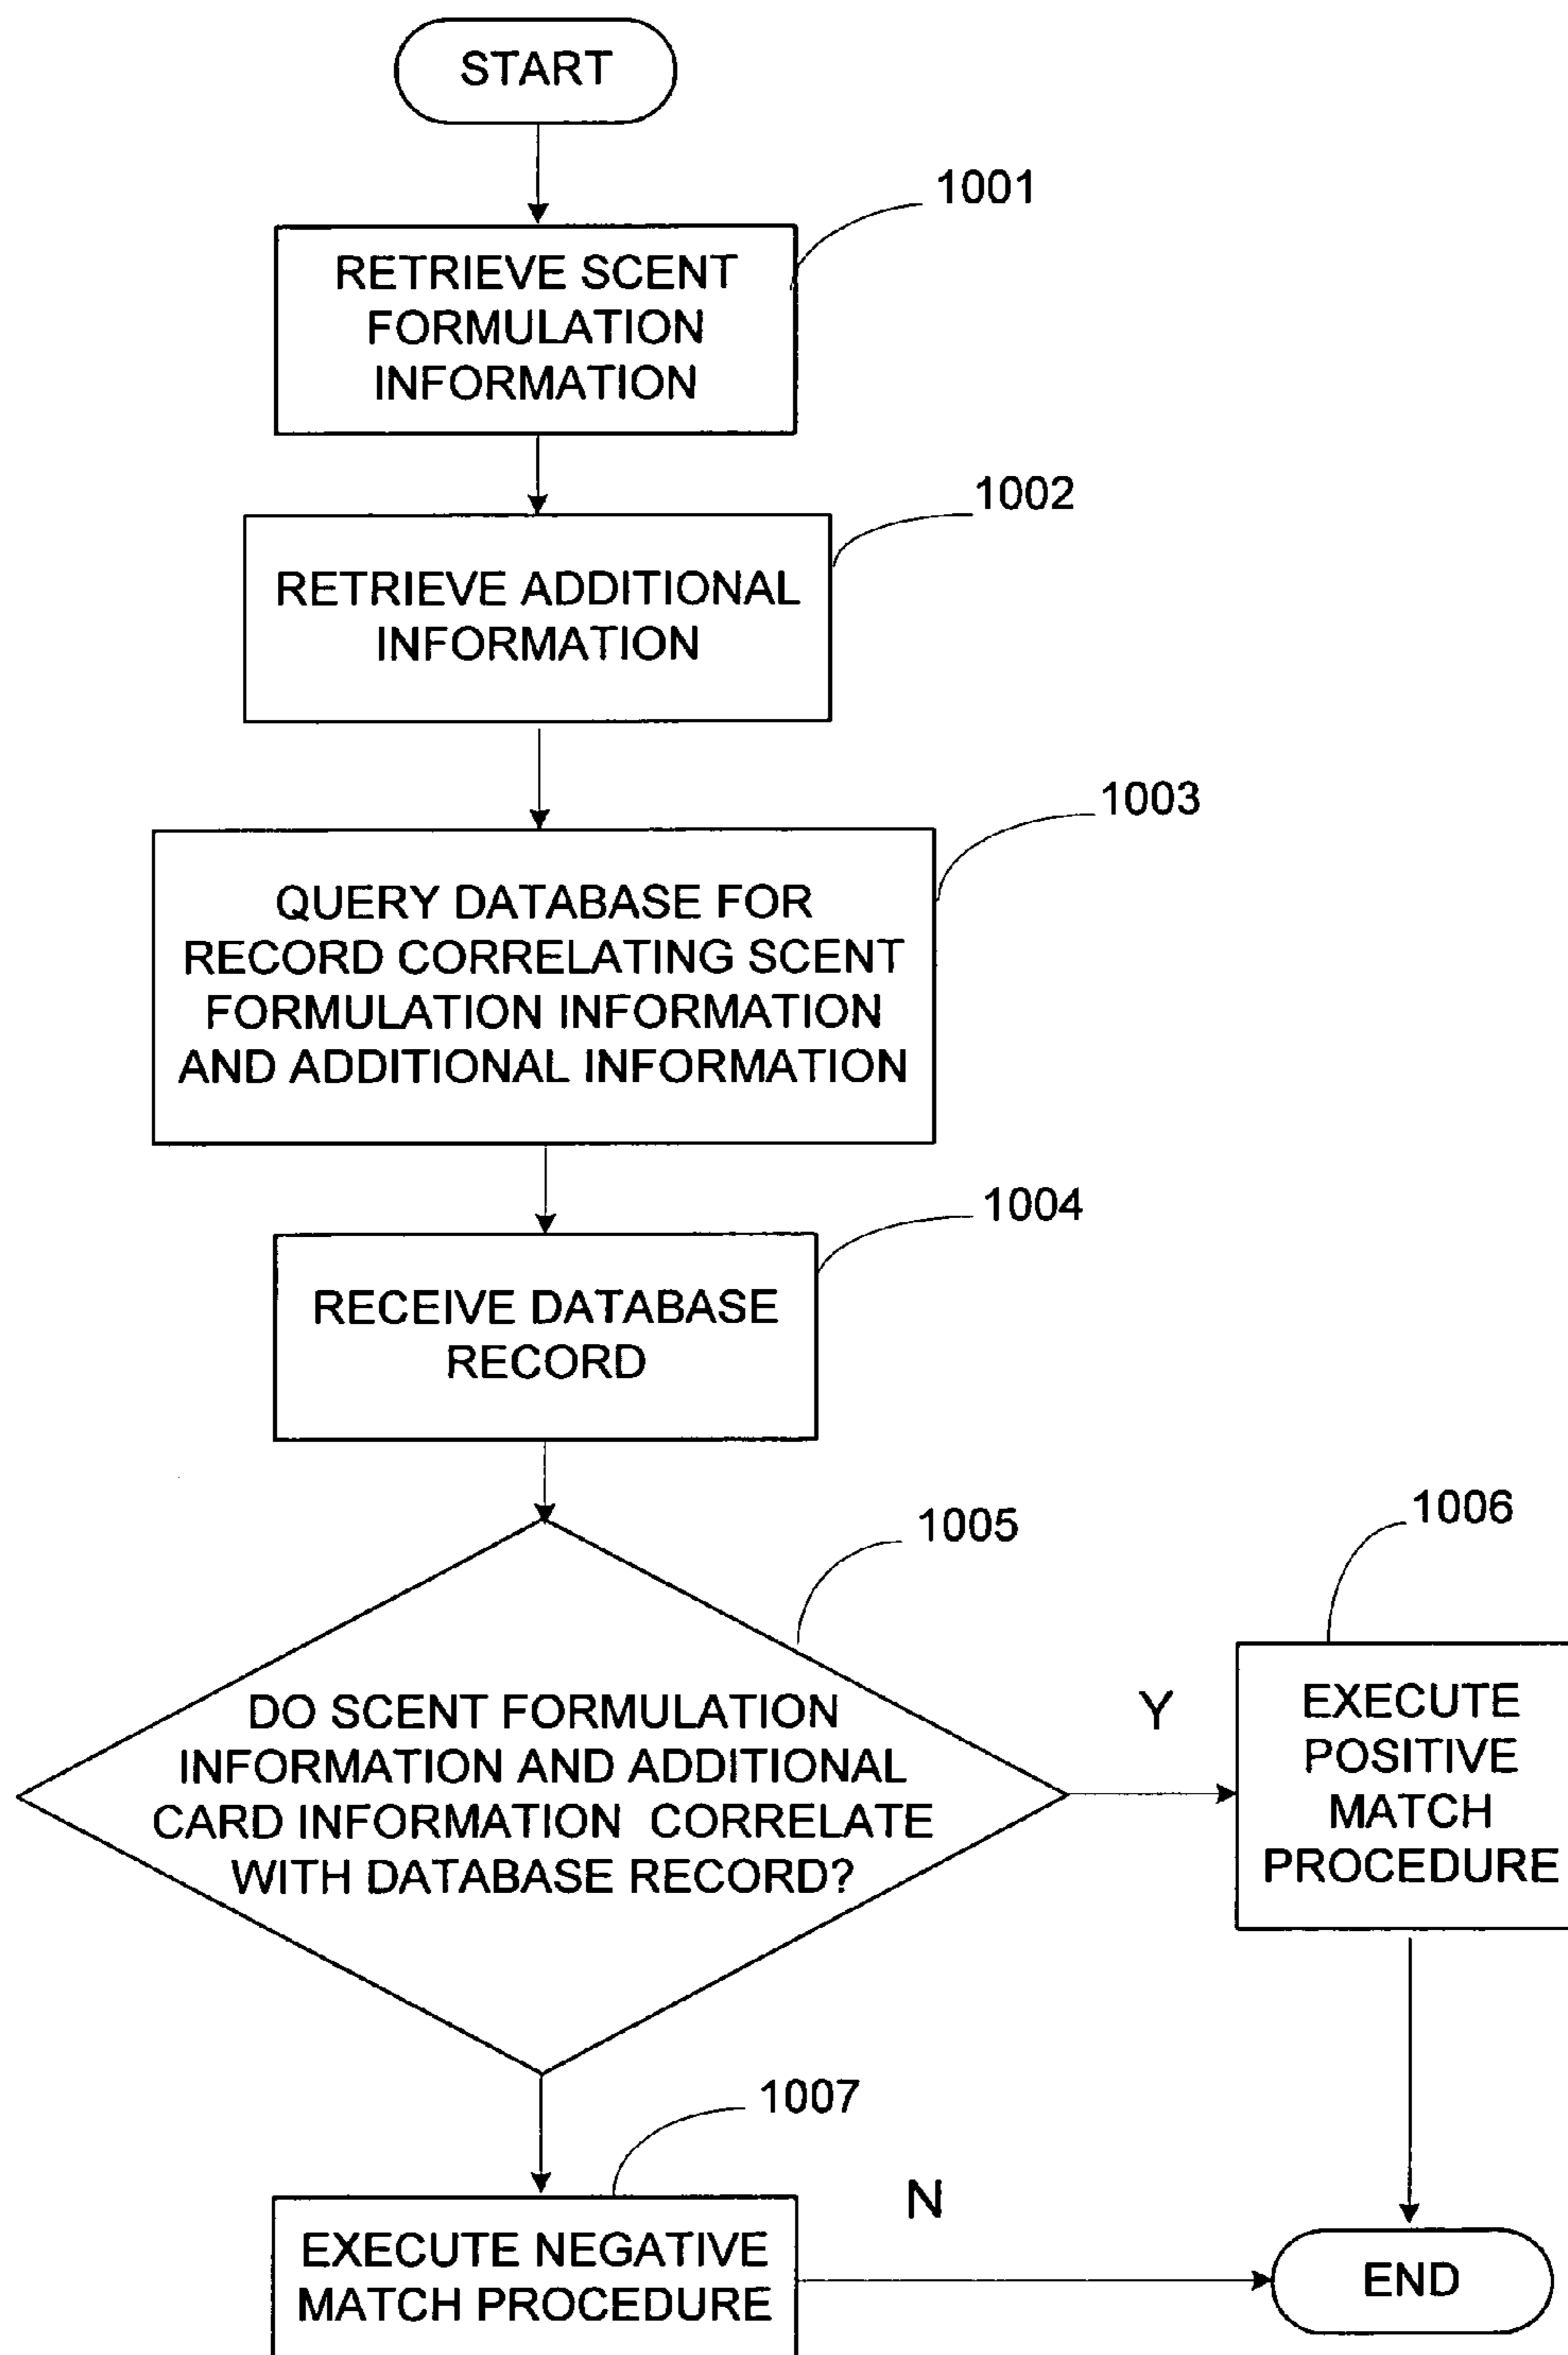 START
1001
RETRIEVE SCENT
FORMULATION
INFORMATION
1002
RETRIEVE ADDITIONAL
INFORMATION
1003
QUERY DATABASE FOR
RECORD CORRELATING SCENT
FORMULATION INFORMATION
AND ADDITIONAL INFORMATION
1004
RECEIVE DATABASE
RECORD
1005
DO SCENT FORMULATION
INFORMATION AND ADDITIONAL
CARD INFORMATION CORRELATE
WITH DATABASE RECORD?
Y
1006
EXECUTE
POSITIVE
MATCH
PROCEDURE
1007
EXECUTE NEGATIVE
MATCH PROCEDURE
N
END